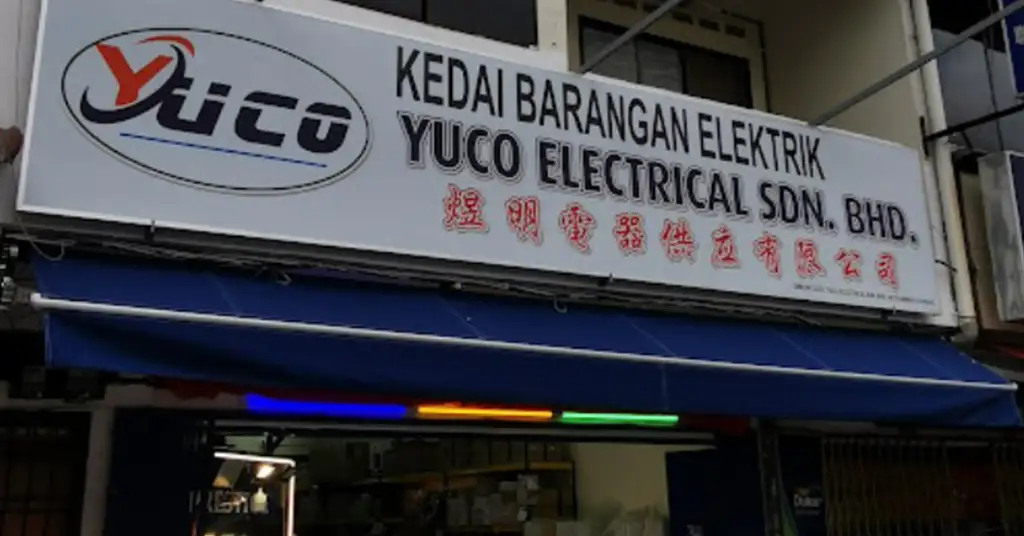 YUCO
KEDAI BARANGAN ELEKTRIK
YUCO ELECTRICAL SDN. BHD.
煜明電器供应有限公司